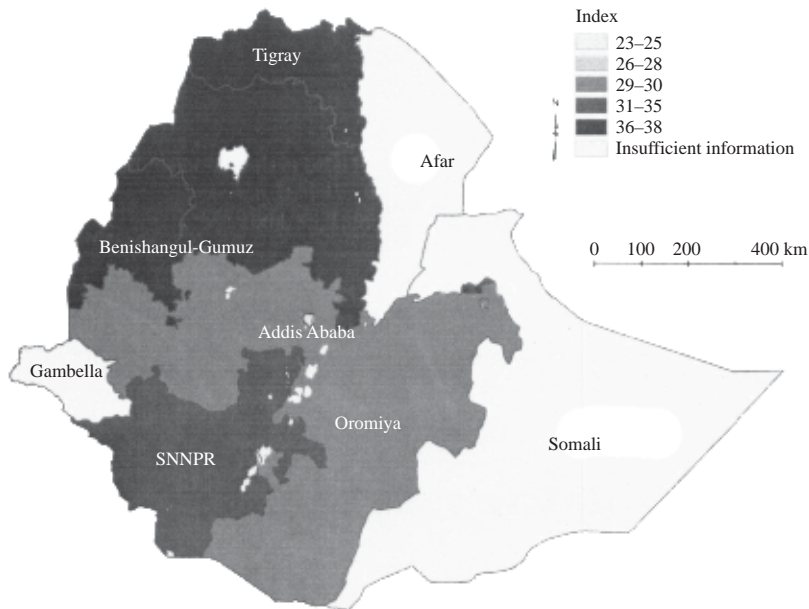 Index
23–25
26–28
29–30
31–35
36–38
Insufficient information
0 100 200 400 km
Tigray
Afar
Benishangul-Gumuz
Addis Ababa
Gambella
Oromiya
Somali
SNNPR